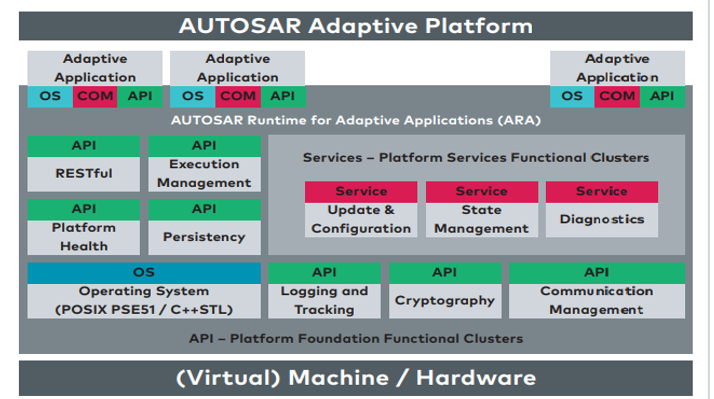 AUTOSAR Adaptive Platform
Adaptive
Application
OS COM API
Adaptive
Application
OS COM API
Adaptive
Application
OS COM API
AUTOSAR Runtime for Adaptive Applications (ARA)
API
RESTful
API
Execution
Management
API
Platform
Health
API
Persistency
Services – Platform Services Functional Clusters
Service
Update &
Configuration
Service
State
Management
Service
Diagnostics
OS
Operating System
(POSIX PSE51 / C++STL)
API
Logging and
Tracking
API
Cryptography
API
Communication
Management
API – Platform Foundation Functional Clusters
(Virtual) Machine / Hardware